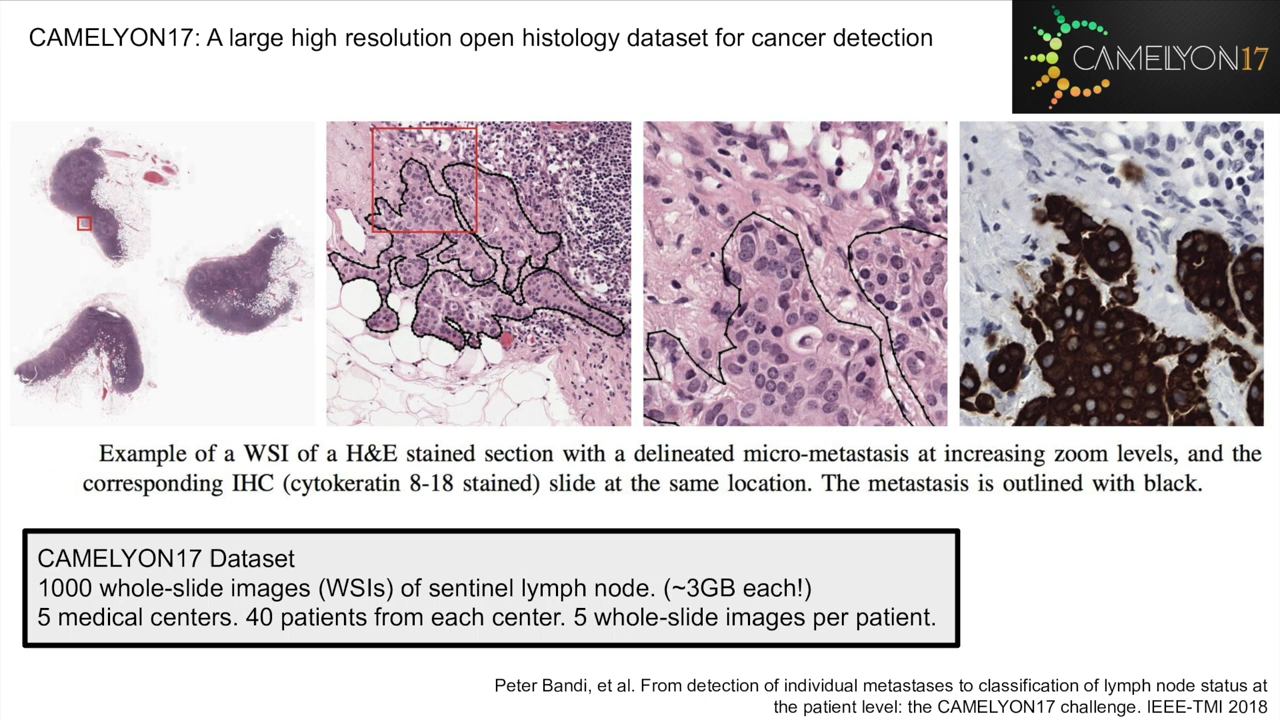 CAMELYON17: A large high resolution open histology dataset for cancer detection
CAMELYON17
Example of a WSI of a H&E stained section with a delineated micro-metastasis at increasing zoom levels, and the
corresponding IHC (cytokeratin 8-18 stained) slide at the same location. The metastasis is outlined with black.
CAMELYON17 Dataset
1000 whole-slide images (WSIs) of sentinel lymph node. (~3GB each!)
5 medical centers. 40 patients from each center. 5 whole-slide images per patient.
Peter Bandi, et al. From detection of individual metastases to classification of lymph node status at
the patient level: the CAMELYON17 challenge. IEEE-TMI 2018